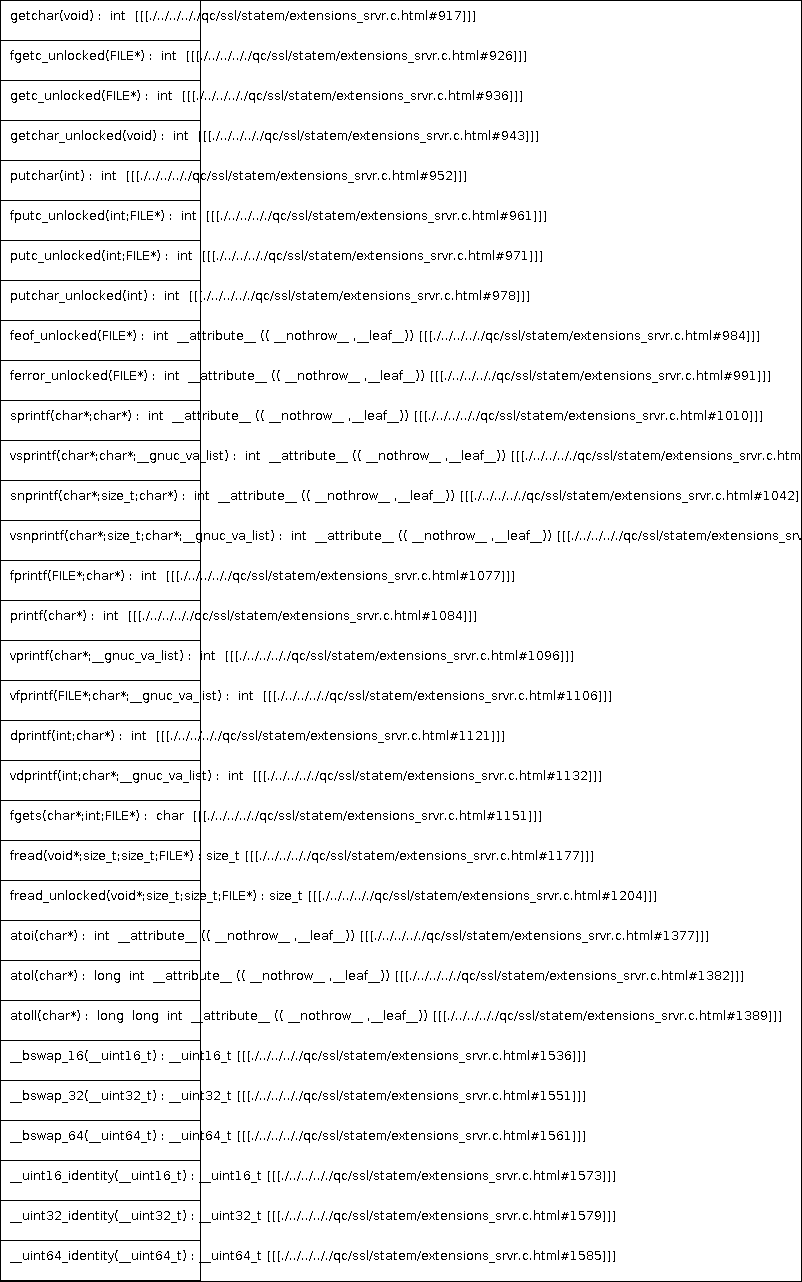 getchar(void) : int [[[./../../../qc/ssl/statem/extensions_srvr.c.html#917]]]
fgetc_unlocked(FILE*) : int [[[./../../../qc/ssl/statem/extensions_srvr.c.html#926]]]
getc_unlocked(FILE*) : int [[[./../../../qc/ssl/statem/extensions_srvr.c.html#936]]]
getchar_unlocked(void) : int [[[./../../../qc/ssl/statem/extensions_srvr.c.html#943]]]
putchar(int) : int [[[./../../../qc/ssl/statem/extensions_srvr.c.html#952]]]
fputc_unlocked(int;FILE*) : int [[[./../../../qc/ssl/statem/extensions_srvr.c.html#961]]]
putc_unlocked(int;FILE*) : int [[[./../../../qc/ssl/statem/extensions_srvr.c.html#971]]]
putchar_unlocked(int) : int [[[./../../../qc/ssl/statem/extensions_srvr.c.html#978]]]
feof_unlocked(FILE*) : int __attribute__ (( __nothrow__ ,__leaf__)) [[[./../../../qc/ssl/statem/extensions_srvr.c.html#984]]]
ferror_unlocked(FILE*) : int __attribute__ (( __nothrow__ ,__leaf__)) [[[./../../../qc/ssl/statem/extensions_srvr.c.html#991]]]
sprintf(char*;char*) : int __attribute__ (( __nothrow__ ,__leaf__)) [[[./../../../qc/ssl/statem/extensions_srvr.c.html#1010]]]
vsprintf(char*;char*;__gnuc_va_list) : int __attribute__ (( __nothrow__ ,__leaf__)) [[[./../../../qc/ssl/statem/extensions_srvr.c.htm
snprintf(char*;size_t;char*) : int __attribute__ (( __nothrow__ ,__leaf__)) [[[./../../../qc/ssl/statem/extensions_srvr.c.html#1042]
vsnprintf(char*;size_t;char*;__gnuc_va_list) : int __attribute__ (( __nothrow__ ,__leaf__)) [[[./../../../qc/ssl/statem/extensions_srv
fprintf(FILE*;char*) : int [[[./../../../qc/ssl/statem/extensions_srvr.c.html#1077]]]
printf(char*) : int [[[./../../../qc/ssl/statem/extensions_srvr.c.html#1084]]]
vprintf(char*;__gnuc_va_list) : int [[[./../../../qc/ssl/statem/extensions_srvr.c.html#1096]]]
vfprintf(FILE*;char*;__gnuc_va_list) : int [[[./../../../qc/ssl/statem/extensions_srvr.c.html#1106]]]
dprintf(int;char*) : int [[[./../../../qc/ssl/statem/extensions_srvr.c.html#1121]]]
vdprintf(int;char*;__gnuc_va_list) : int [[[./../../../qc/ssl/statem/extensions_srvr.c.html#1132]]]
fgets(char*;int;FILE*) : char [[[./../../../qc/ssl/statem/extensions_srvr.c.html#1151]]]
fread(void*;size_t;size_t;FILE*) : size_t [[[./../../../qc/ssl/statem/extensions_srvr.c.html#1177]]]
fread_unlocked(void*;size_t;size_t;FILE*) : size_t [[[./../../../qc/ssl/statem/extensions_srvr.c.html#1204]]]
atoi(char*) : int __attribute__ (( __nothrow__ ,__leaf__)) [[[./../../../qc/ssl/statem/extensions_srvr.c.html#1377]]]
atol(char*) : long int __attribute__ (( __nothrow__ ,__leaf__)) [[[./../../../qc/ssl/statem/extensions_srvr.c.html#1382]]]
atoll(char*) : long long int __attribute__ (( __nothrow__ ,__leaf__)) [[[./../../../qc/ssl/statem/extensions_srvr.c.html#1389]]]
__bswap_16(__uint16_t) : __uint16_t [[[./../../../qc/ssl/statem/extensions_srvr.c.html#1536]]]
__bswap_32(__uint32_t) : __uint32_t [[[./../../../qc/ssl/statem/extensions_srvr.c.html#1551]]]
__bswap_64(__uint64_t) : __uint64_t [[[./../../../qc/ssl/statem/extensions_srvr.c.html#1561]]]
__uint16_identity(__uint16_t) : __uint16_t [[[./../../../qc/ssl/statem/extensions_srvr.c.html#1573]]]
__uint32_identity(__uint32_t) : __uint32_t [[[./../../../qc/ssl/statem/extensions_srvr.c.html#1579]]]
__uint64_identity(__uint64_t) : __uint64_t [[[./../../../qc/ssl/statem/extensions_srvr.c.html#1585]]]